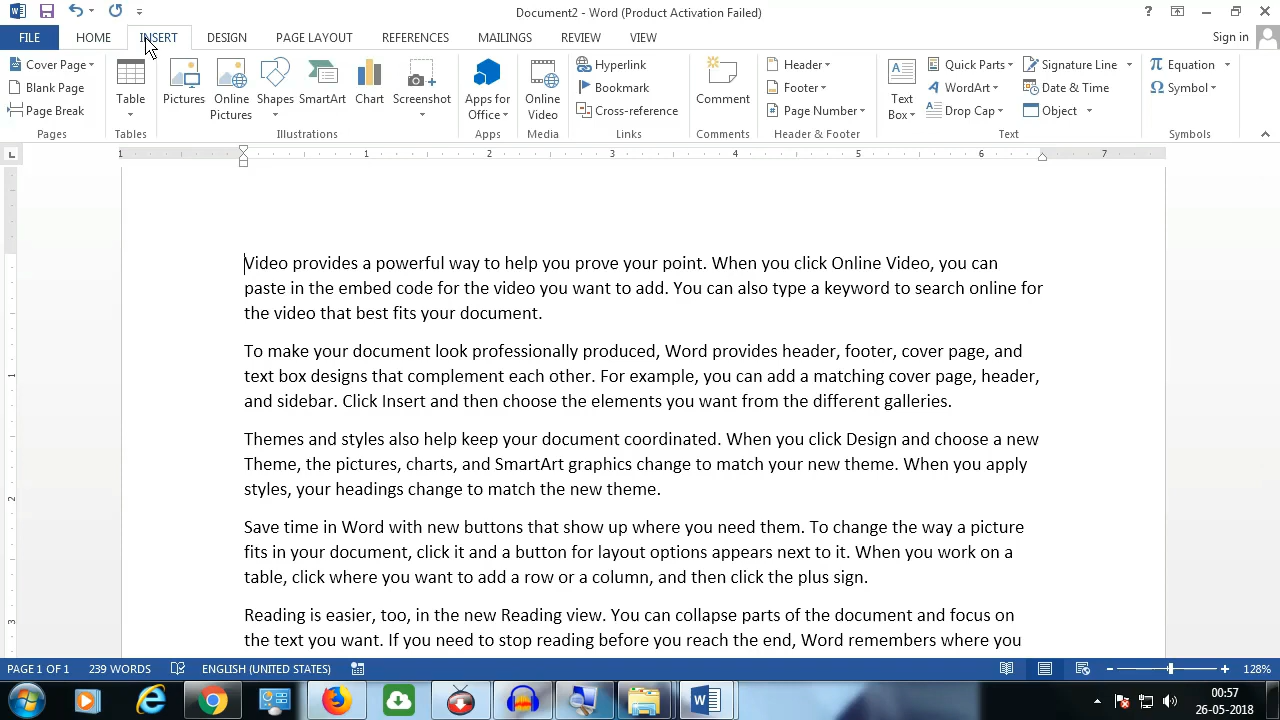 Document2 - Word (Product Activation Failed)
FILE HOME INSERT DESIGN PAGE LAYOUT REFERENCES MAILINGS REVIEW VIEW Sign in
Cover Page
Blank Page
Page Break
Pages
Table
Tables
Pictures
Online Pictures
Shapes
SmartArt
Chart
Screenshot
Illustrations
Apps for Office
Apps
Online Video
Media
Hyperlink
Bookmark
Cross-reference
Links
Comment
Comments
Header
Footer
Page Number
Header & Footer
Text Box
Quick Parts
WordArt
Drop Cap
Signature Line
Date & Time
Object
Text
Equation
Symbol
Symbols
1 1 2 3 4 5 6 7
Video provides a powerful way to help you prove your point. When you click Online Video, you can
paste in the embed code for the video you want to add. You can also type a keyword to search online for
the video that best fits your document.
To make your document look professionally produced, Word provides header, footer, cover page, and
text box designs that complement each other. For example, you can add a matching cover page, header,
and sidebar. Click Insert and then choose the elements you want from the different galleries.
Themes and styles also help keep your document coordinated. When you click Design and choose a new
Theme, the pictures, charts, and SmartArt graphics change to match your new theme. When you apply
styles, your headings change to match the new theme.
Save time in Word with new buttons that show up where you need them. To change the way a picture
fits in your document, click it and a button for layout options appears next to it. When you work on a
table, click where you want to add a row or a column, and then click the plus sign.
Reading is easier, too, in the new Reading view. You can collapse parts of the document and focus on
the text you want. If you need to stop reading before you reach the end, Word remembers where you
1
2
3
PAGE 1 OF 1 239 WORDS ENGLISH (UNITED STATES) 128%
00:57
26-05-2018